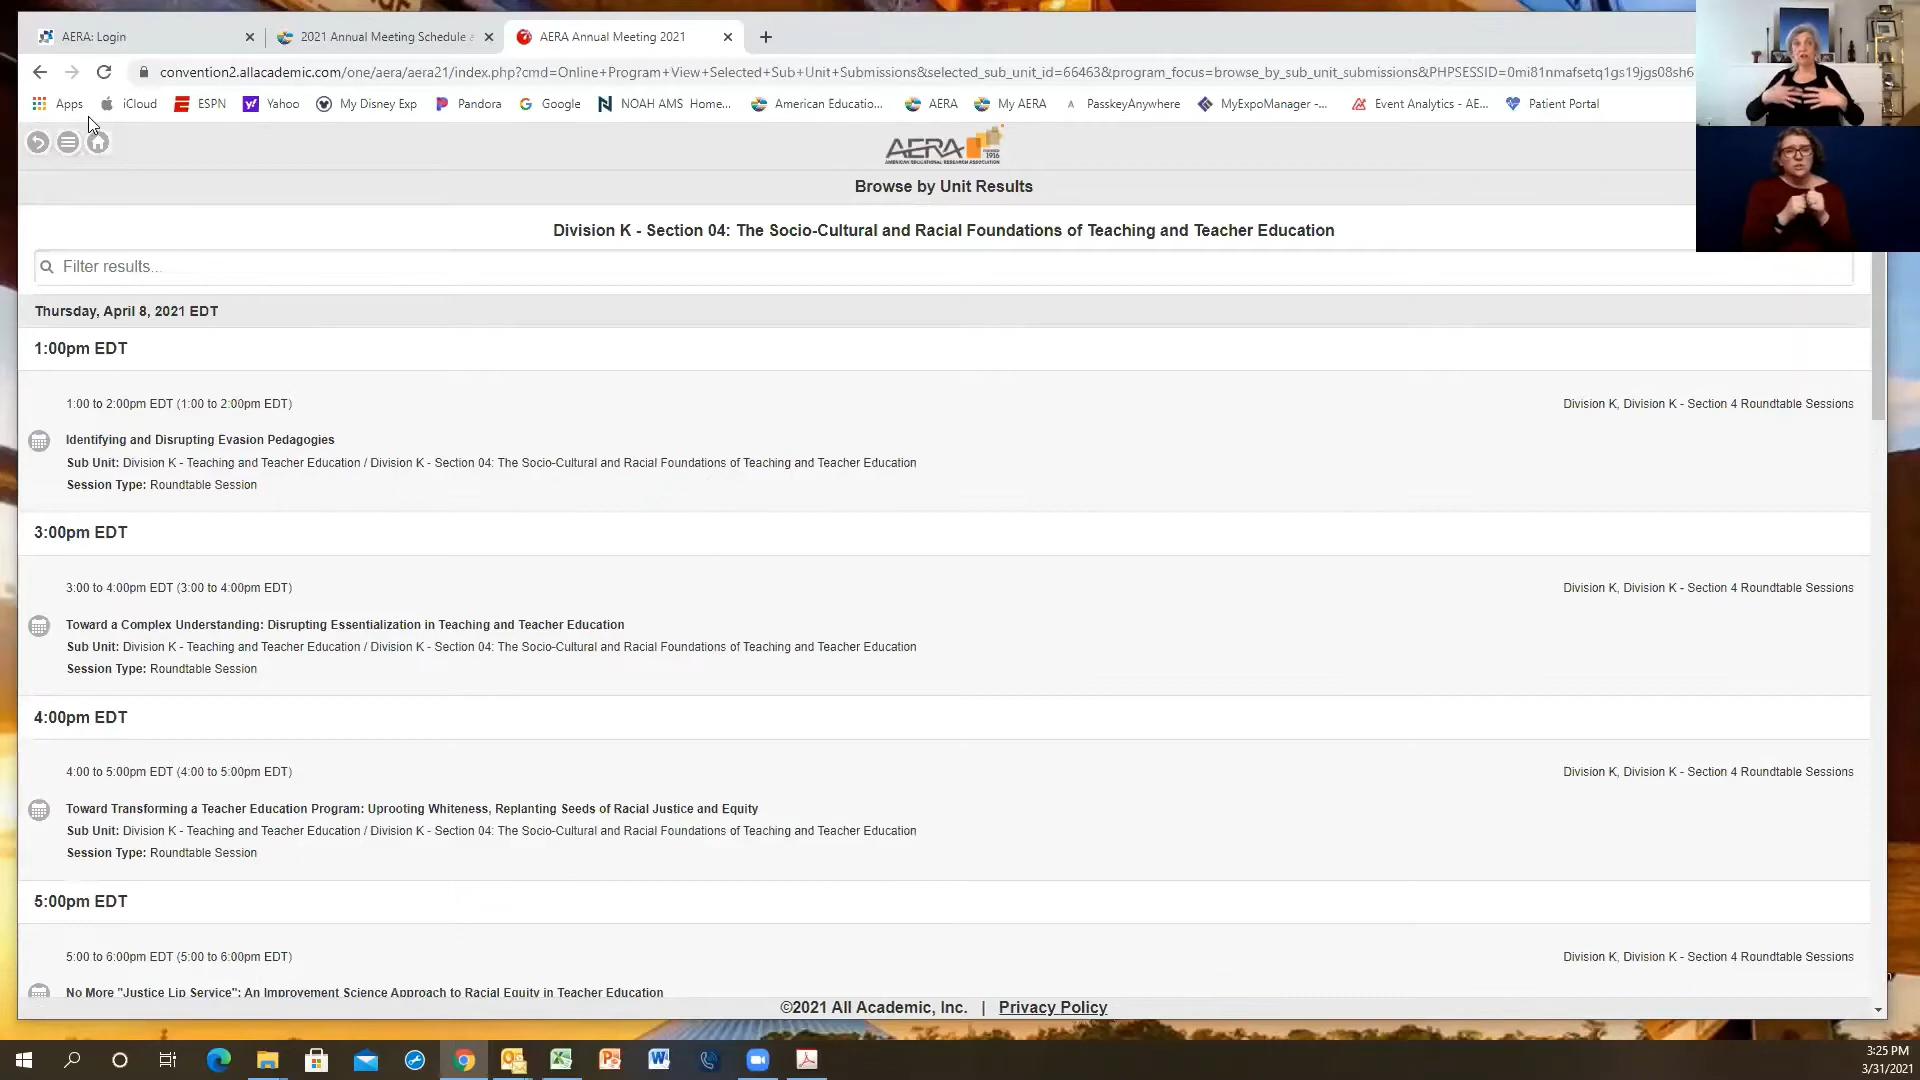 AERA: Login
2021 Annual Meeting Schedule a
AERA Annual Meeting 2021
convention2.allacademic.com/one/aera/aera21/index.php?cmd=Online+Program+View+Selected+Sub+Unit+Submissions&selected_sub_unit_id=66463&program_focus=browse_by_sub_unit_submissions&PHPSESSID=0mi81nmafsetq1gs19jgs08sh6
Apps iCloud ESPN Yahoo My Disney Exp Pandora Google NOAH AMS Home... American Educatio... AERA My AERA PasskeyAnywhere MyExpoManager -... Event Analytics - AE... Patient Portal
AERA
AMERICAN EDUCATIONAL RESEARCH ASSOCIATION
1916
Browse by Unit Results
Division K - Section 04: The Socio-Cultural and Racial Foundations of Teaching and Teacher Education
Filter results...
Thursday, April 8, 2021 EDT
1:00pm EDT
1:00 to 2:00pm EDT (1:00 to 2:00pm EDT) Division K, Division K - Section 4 Roundtable Sessions
Identifying and Disrupting Evasion Pedagogies
Sub Unit: Division K - Teaching and Teacher Education / Division K - Section 04: The Socio-Cultural and Racial Foundations of Teaching and Teacher Education
Session Type: Roundtable Session
3:00pm EDT
3:00 to 4:00pm EDT (3:00 to 4:00pm EDT) Division K, Division K - Section 4 Roundtable Sessions
Toward a Complex Understanding: Disrupting Essentialization in Teaching and Teacher Education
Sub Unit: Division K - Teaching and Teacher Education / Division K - Section 04: The Socio-Cultural and Racial Foundations of Teaching and Teacher Education
Session Type: Roundtable Session
4:00pm EDT
4:00 to 5:00pm EDT (4:00 to 5:00pm EDT) Division K, Division K - Section 4 Roundtable Sessions
Toward Transforming a Teacher Education Program: Uprooting Whiteness, Replanting Seeds of Racial Justice and Equity
Sub Unit: Division K - Teaching and Teacher Education / Division K - Section 04: The Socio-Cultural and Racial Foundations of Teaching and Teacher Education
Session Type: Roundtable Session
5:00pm EDT
5:00 to 6:00pm EDT (5:00 to 6:00pm EDT) Division K, Division K - Section 4 Roundtable Sessions
No More "Justice Lip Service": An Improvement Science Approach to Racial Equity in Teacher Education
©2021 All Academic, Inc. | Privacy Policy
3:25 PM
3/31/2021